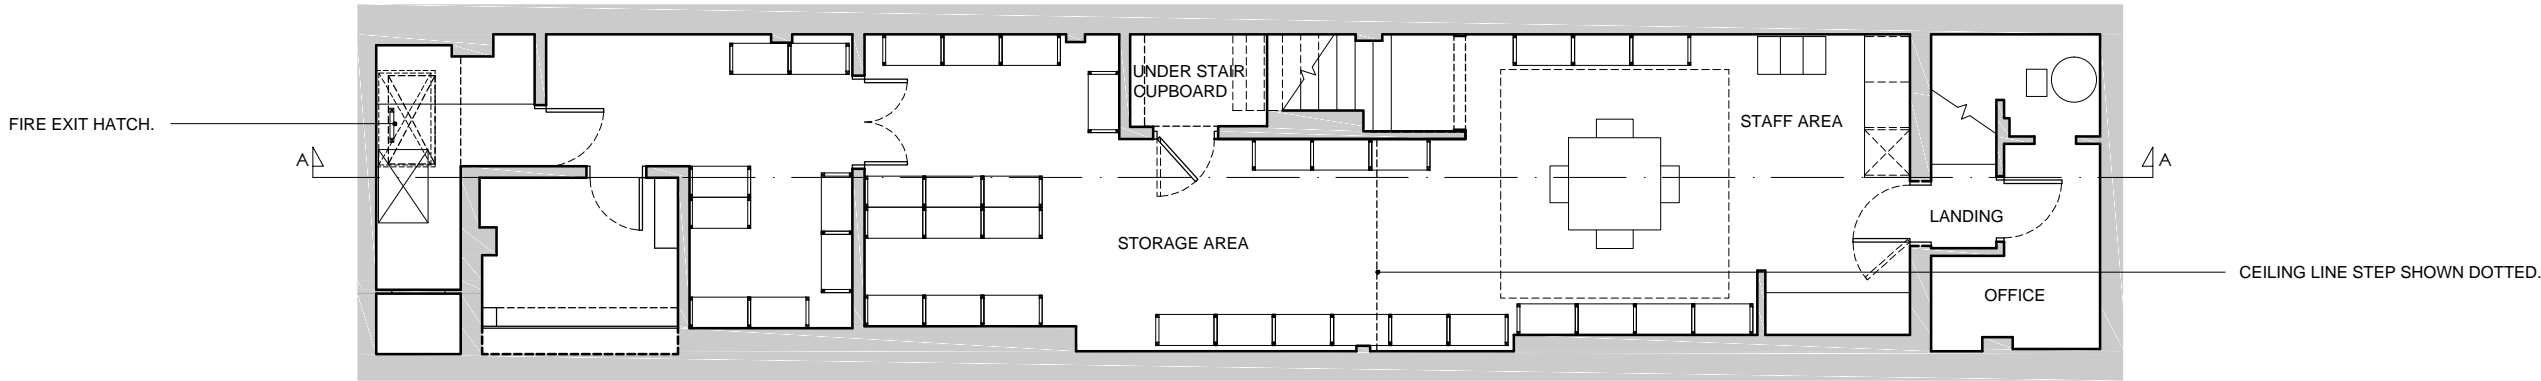 UNDER STAIR
CUPBOARD
FIRE EXIT HATCH.
STAFF AREA
A
A
LANDING
STORAGE AREA
CEILING LINE STEP SHOWN DOTTED.
OFFICE